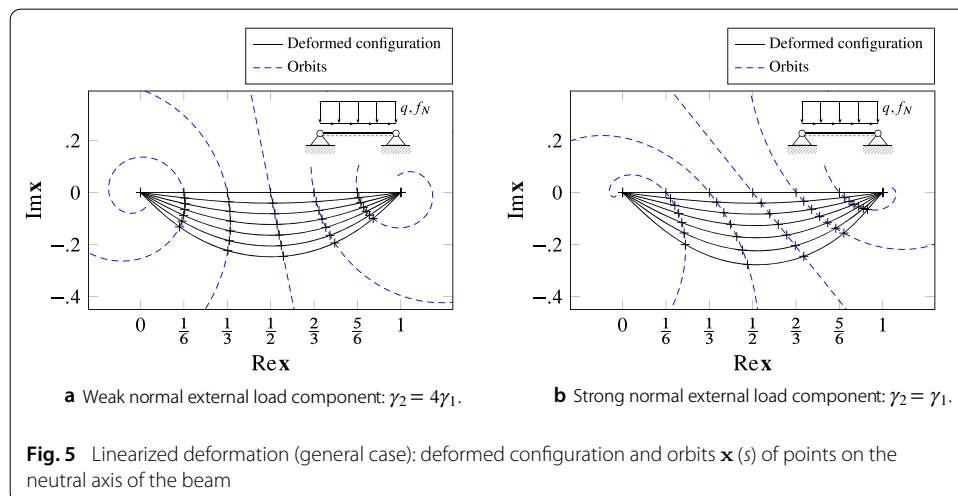 Deformed configuration
Orbits
q, f_N
.2
0
−.2
−.4
Im x
0 1/6 1/3 1/2 2/3 5/6 1
Re x
a Weak normal external load component: γ₂ = 4γ₁.
Deformed configuration
Orbits
q, f_N
.2
0
−.2
−.4
Im x
0 1/6 1/3 1/2 2/3 5/6 1
Re x
b Strong normal external load component: γ₂ = γ₁.
Fig. 5 Linearized deformation (general case): deformed configuration and orbits x (s) of points on the
neutral axis of the beam